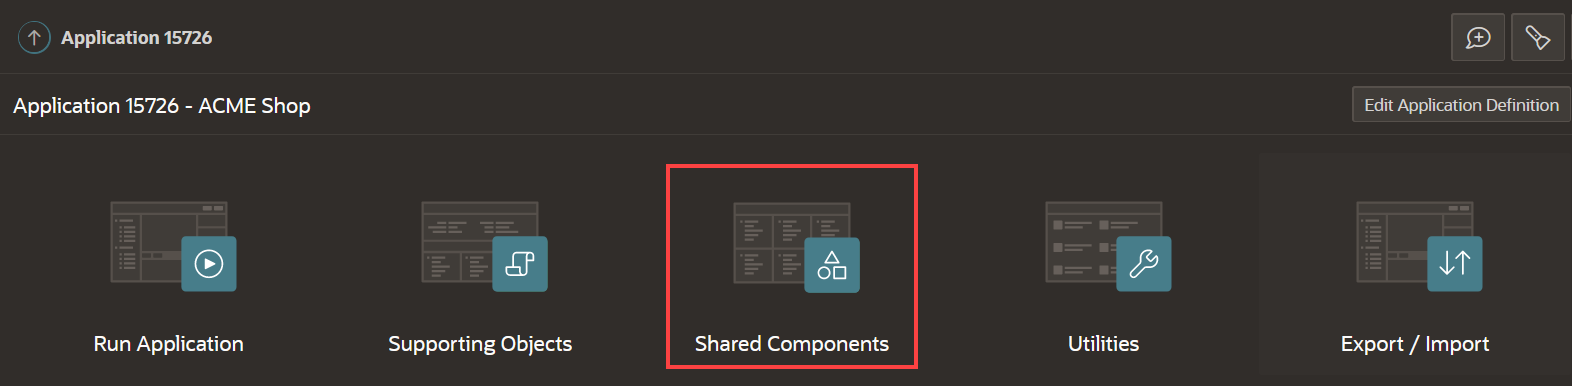 Application 15726
Application 15726 - ACME Shop
Edit Application Definition
Run Application
Supporting Objects
Shared Components
Utilities
Export / Import